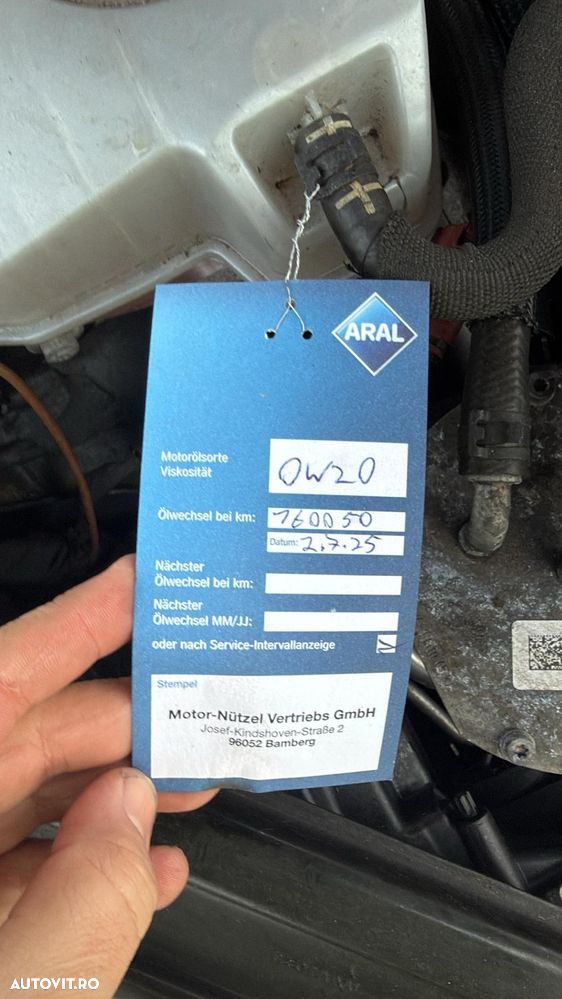 ARAL
Motorölsorte
Viskosität
0W20
Ölwechsel bei km: 160050
Datum: 2.7.25
Nächster
Ölwechsel bei km:
Nächster
Ölwechsel MM/JJ:
oder nach Service-Intervallanzeige
Stempel
Motor-Nützel Vertriebs GmbH
Josef-Kindshoven-Straße 2
96052 Bamberg
AUTOVIT.RO